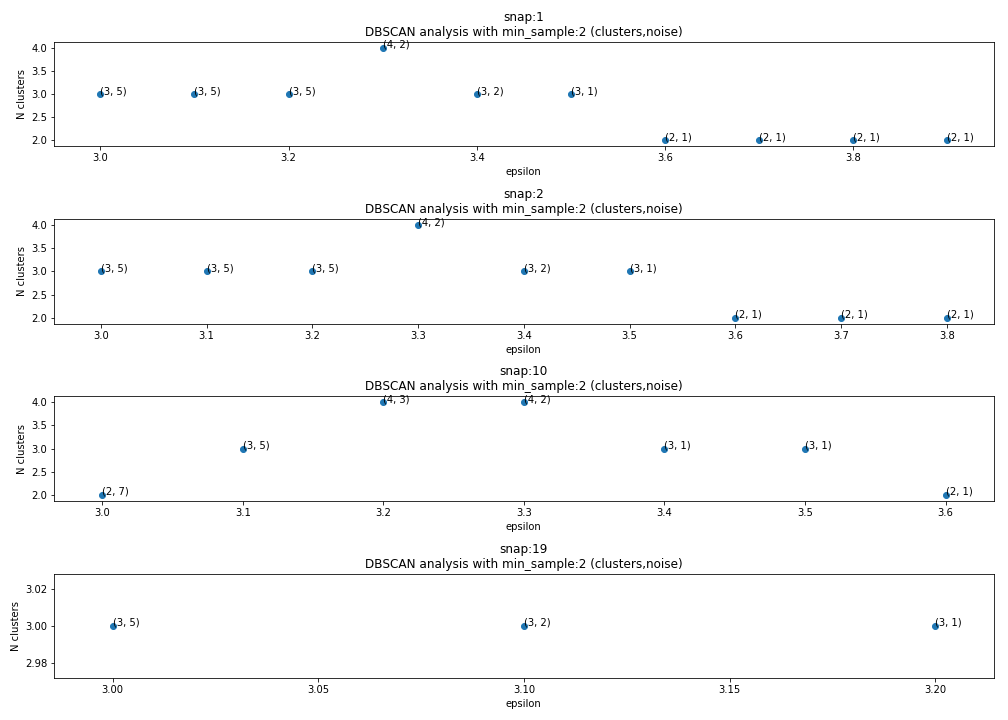 snap:1
DBSCAN analysis with min_sample:2 (clusters,noise)
N clusters
4.0
3.5
3.0
2.5
2.0
(3, 5)
(3, 5)
(3, 5)
(4, 2)
(3, 2)
(3, 1)
(2, 1)
(2, 1)
(2, 1)
(2, 1)
3.0 3.2 3.4 3.6 3.8
epsilon
snap:2
DBSCAN analysis with min_sample:2 (clusters,noise)
N clusters
4.0
3.5
3.0
2.5
2.0
(3, 5)
(3, 5)
(3, 5)
(4, 2)
(3, 2)
(3, 1)
(2, 1)
(2, 1)
(2, 1)
3.0 3.1 3.2 3.3 3.4 3.5 3.6 3.7 3.8
epsilon
snap:10
DBSCAN analysis with min_sample:2 (clusters,noise)
N clusters
4.0
3.5
3.0
2.5
2.0
(2, 7)
(3, 5)
(4, 3)
(4, 2)
(3, 1)
(3, 1)
(2, 1)
3.0 3.1 3.2 3.3 3.4 3.5 3.6
epsilon
snap:19
DBSCAN analysis with min_sample:2 (clusters,noise)
N clusters
3.02
3.00
2.98
(3, 5)
(3, 2)
(3, 1)
3.00 3.05 3.10 3.15 3.20
epsilon